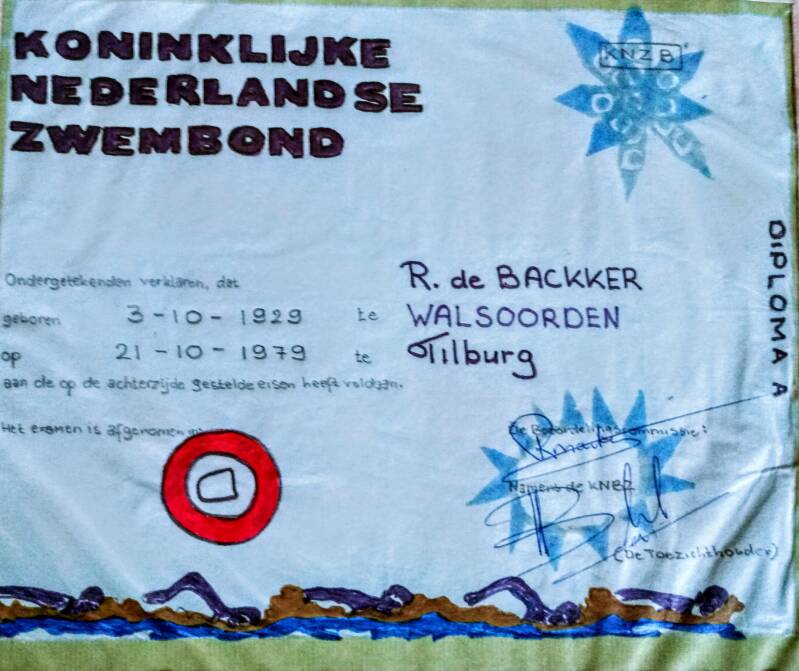 KONINKLIJKE
NEDERLANDSE
ZWEMBOND
KNZB
DIPLOMA A
Ondergetekenden verklaren, dat R. de BACKKER
geboren 3-10-1929 te WALSOORDEN
op 21-10-1979 te Tilburg
aan de op de achterzijde gestelde eisen heeft voldaan.
Het examen is afgenomen
De Beoordelingscommissie:
Namens de KNBZ
(De Toezichthouder)